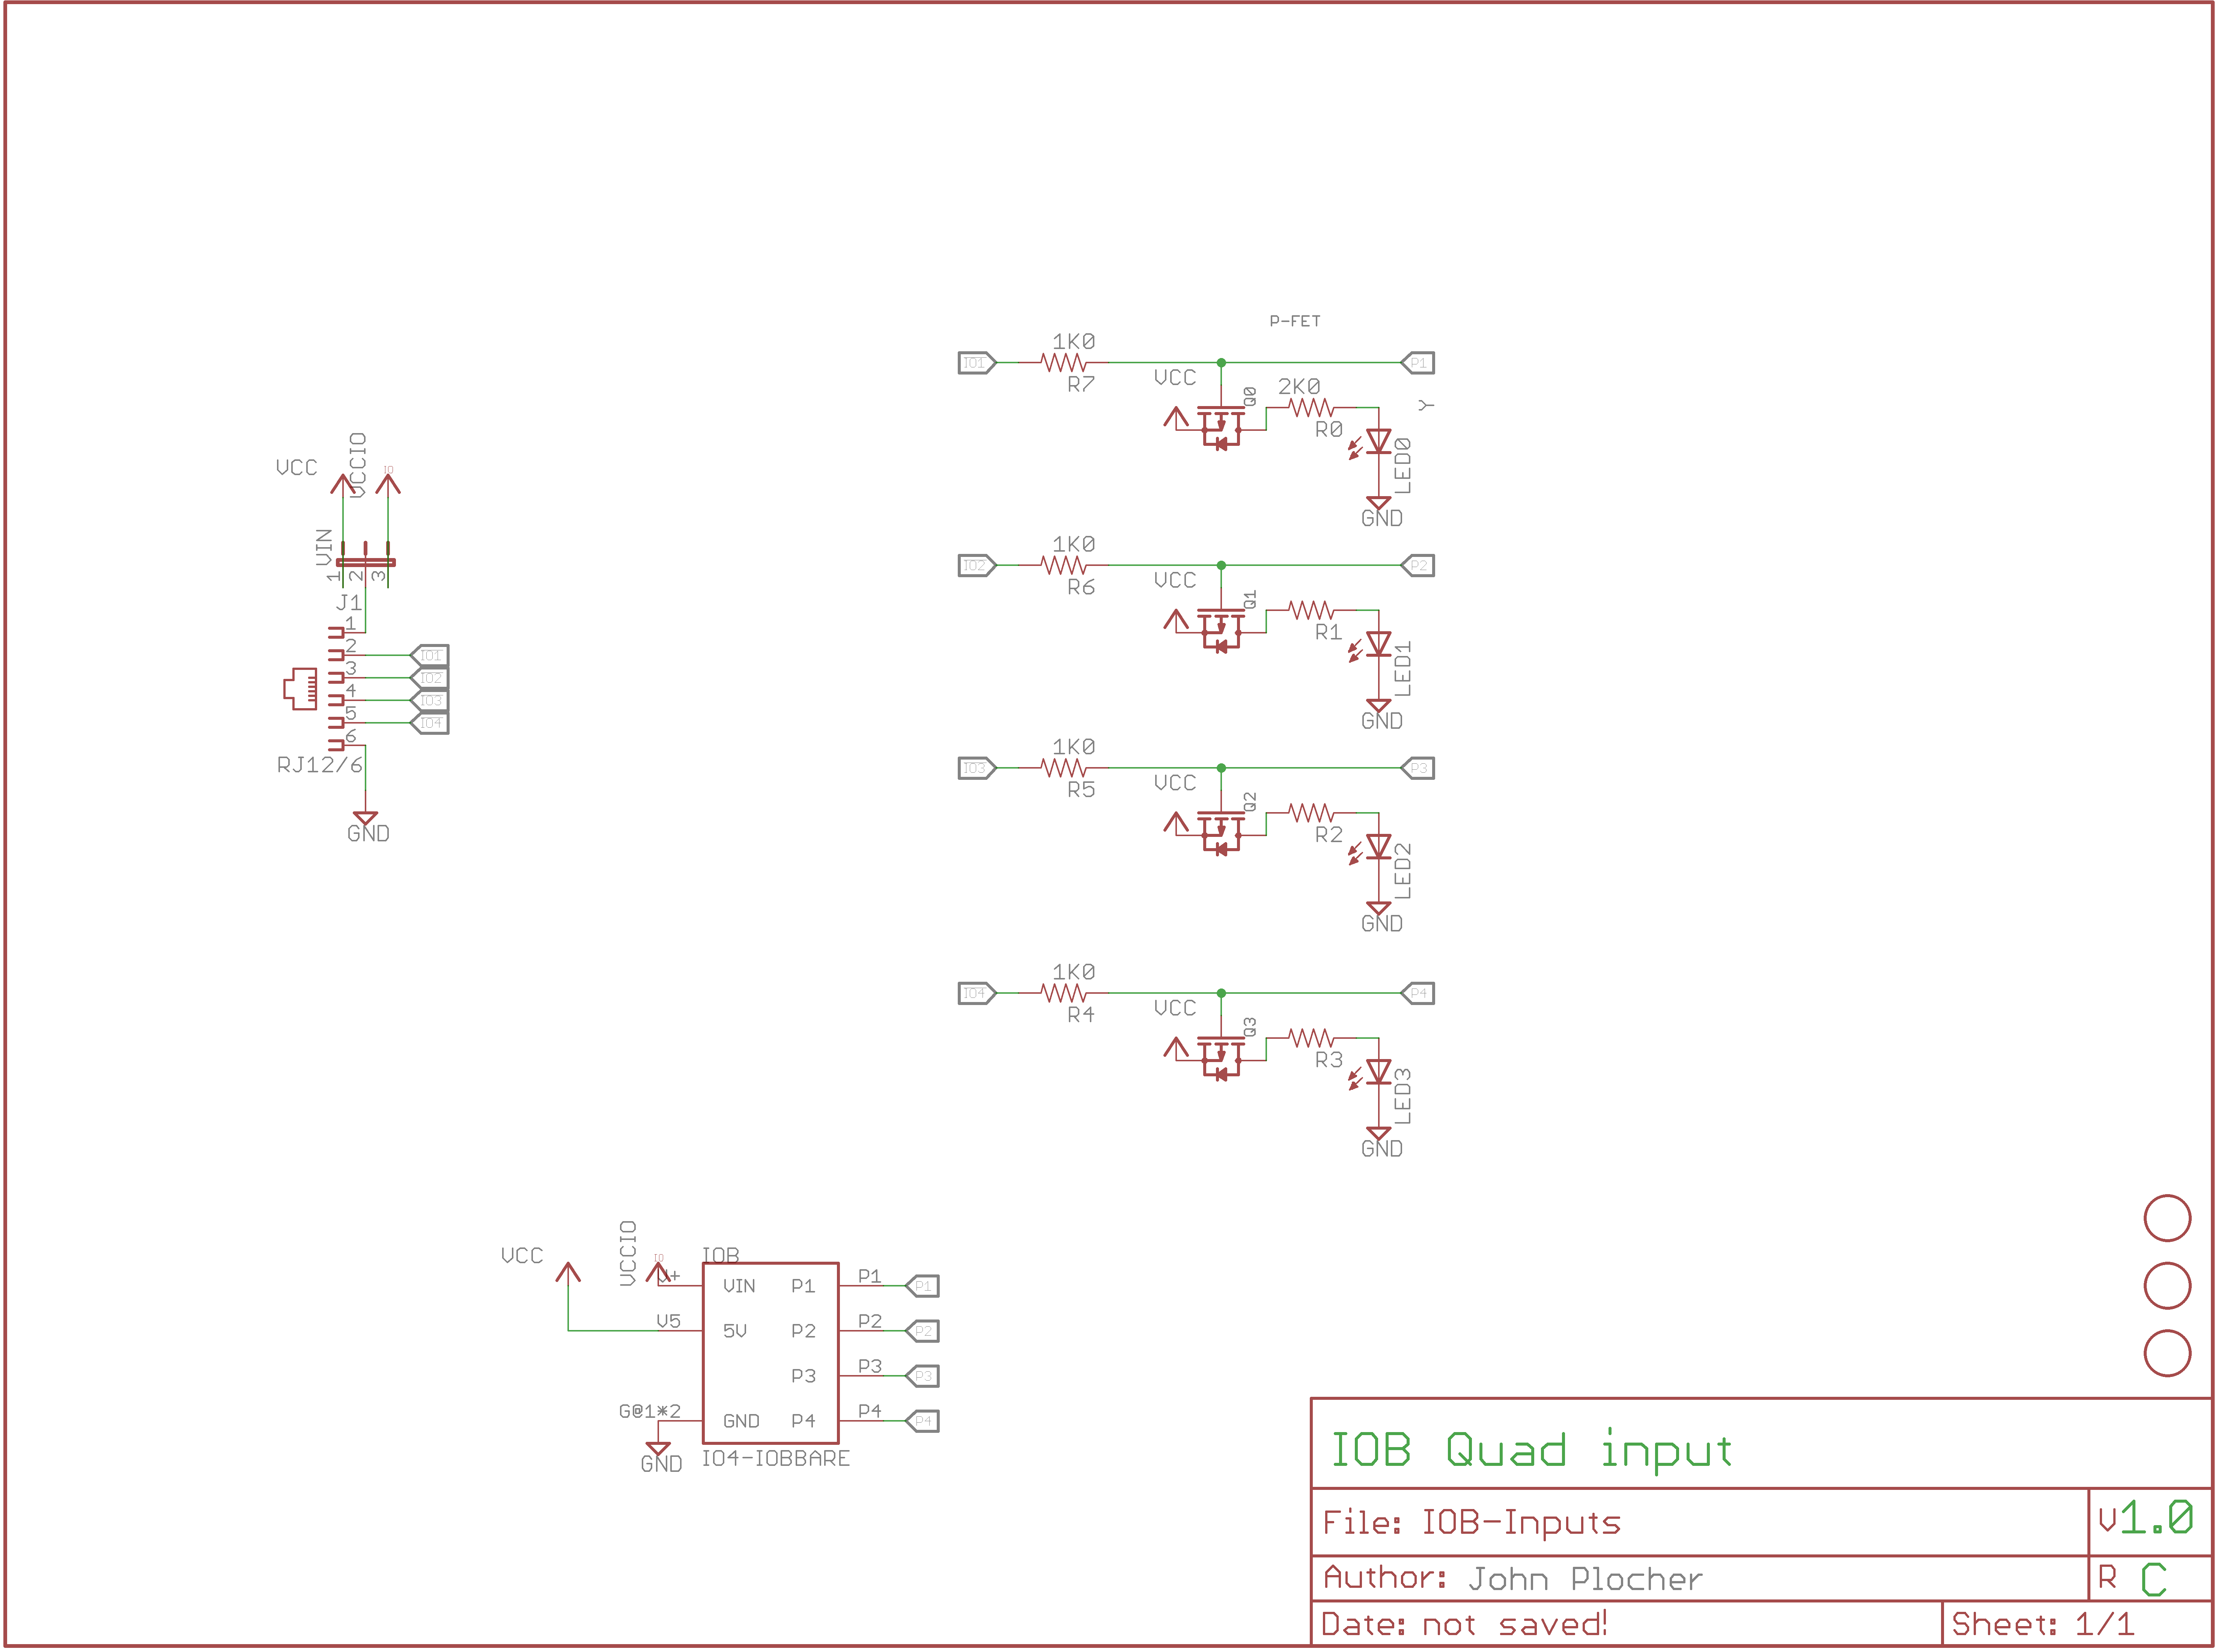 P-FET
1K0
IO1
R7
VCC
Q0
2K0
R0
P1
Y
LED0
GND
VCC
VCCIO
IO
VIN
1
2
3
J1
1
2
3
4
5
6
IO1
IO2
IO3
IO4
RJ12/6
GND
1K0
IO2
R6
VCC
Q1
R1
P2
LED1
GND
1K0
IO3
R5
VCC
Q2
R2
P3
LED2
GND
1K0
IO4
R4
VCC
Q3
R3
P4
LED3
GND
VCC
VCCIO
IO
IOB
V+
VIN
P1
P1
P1
V5
5V
P2
P2
P2
P3
P3
P3
G@1*2
GND
P4
P4
P4
GND
IO4-IOBBARE
IOB Quad input
File: IOB-Inputs
V1.0
Author: John Plocher
R C
Date: not saved!
Sheet: 1/1